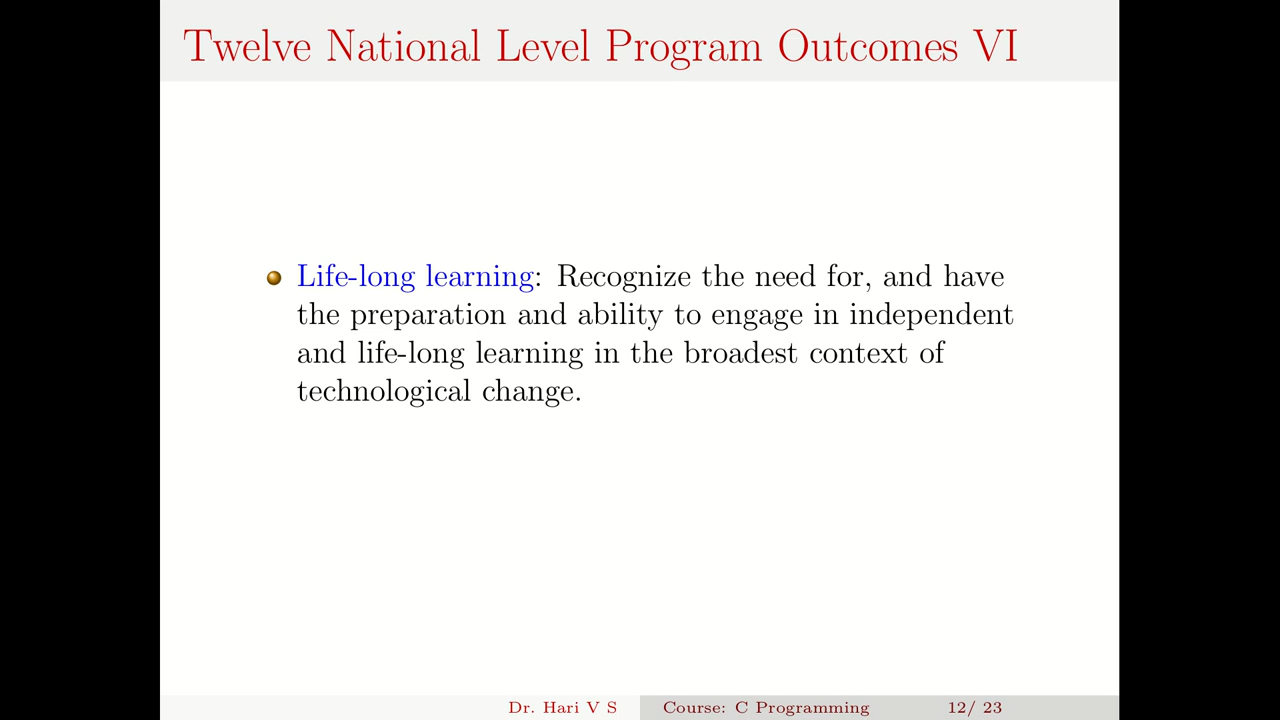 Twelve National Level Program Outcomes VI
Life-long learning: Recognize the need for, and have
the preparation and ability to engage in independent
and life-long learning in the broadest context of
technological change.
Dr. Hari V S Course: C Programming 12/ 23